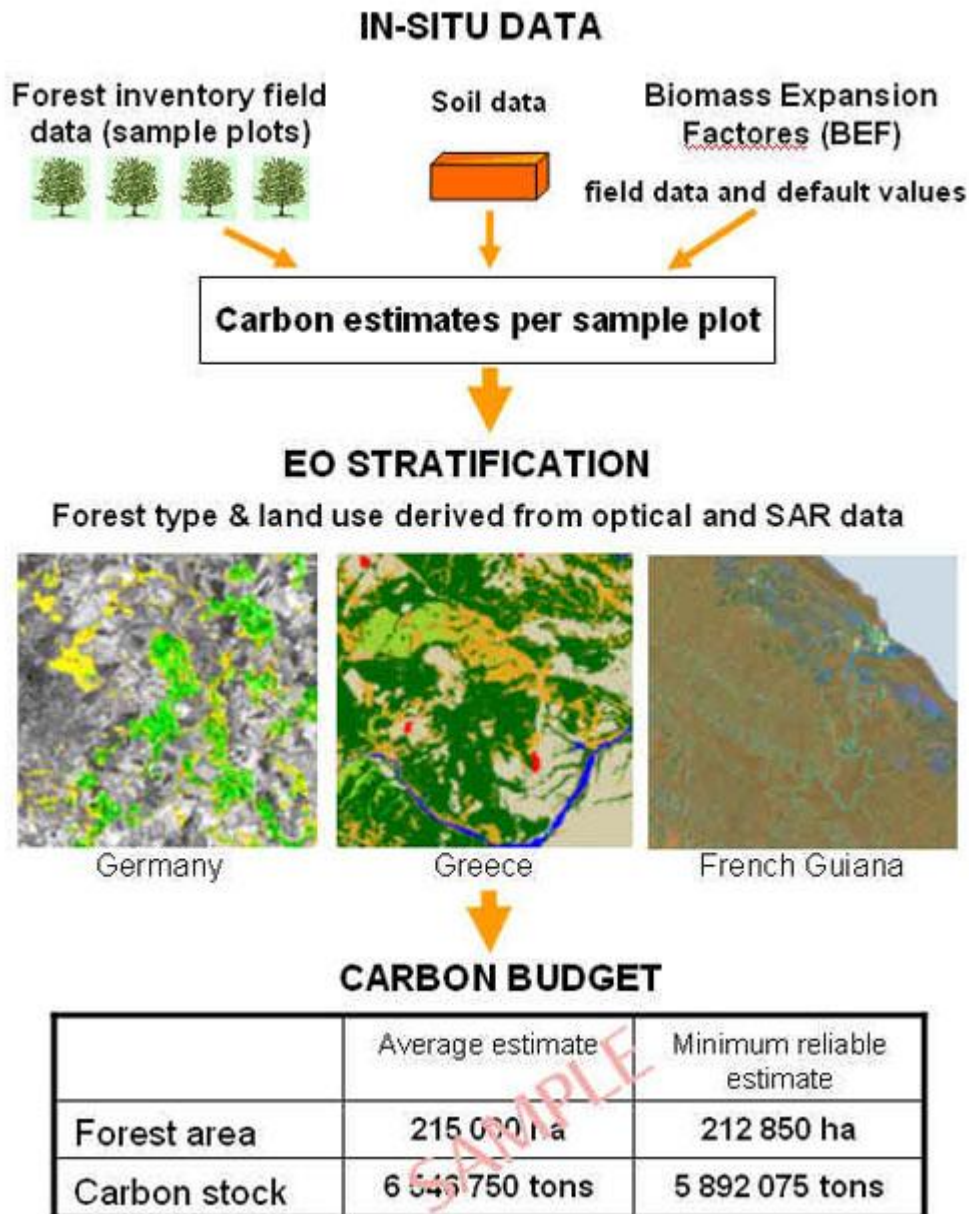 IN-SITU DATA
Forest inventory field
data (sample plots)
Soil data
Biomass Expansion
Factores (BEF)
field data and default values
Carbon estimates per sample plot
EO STRATIFICATION
Forest type & land use derived from optical and SAR data
Germany
Greece
French Guiana
CARBON BUDGET
Average estimate
Minimum reliable
estimate
Forest area
215 000 ha
212 850 ha
Carbon stock
6 546 750 tons
5 892 075 tons
SAMPLE